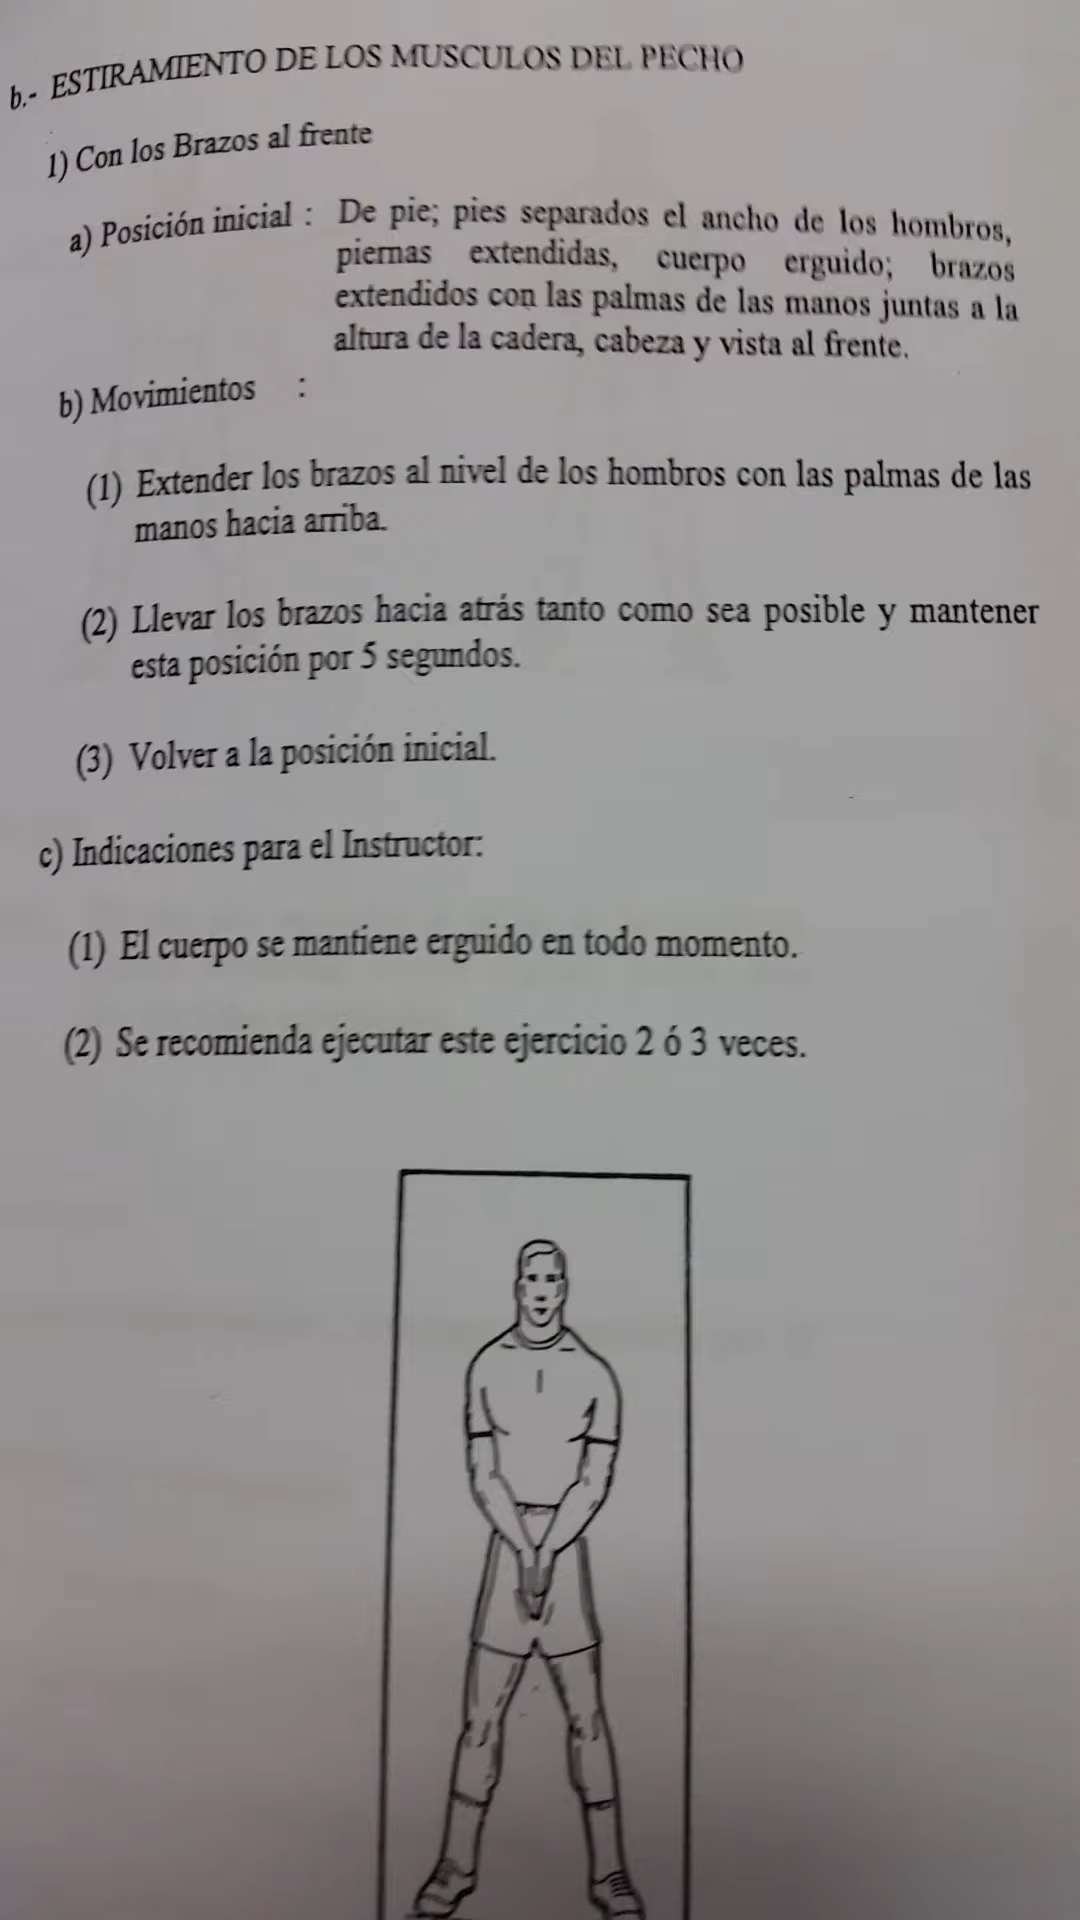 b.- ESTIRAMIENTO DE LOS MUSCULOS DEL PECHO
1) Con los Brazos al frente
a) Posición inicial : De pie; pies separados el ancho de los hombros,
piernas extendidas, cuerpo erguido; brazos
extendidos con las palmas de las manos juntas a la
altura de la cadera, cabeza y vista al frente.
b) Movimientos :
(1) Extender los brazos al nivel de los hombros con las palmas de las
manos hacia arriba.
(2) Llevar los brazos hacia atrás tanto como sea posible y mantener
esta posición por 5 segundos.
(3) Volver a la posición inicial.
c) Indicaciones para el Instructor:
(1) El cuerpo se mantiene erguido en todo momento.
(2) Se recomienda ejecutar este ejercicio 2 ó 3 veces.